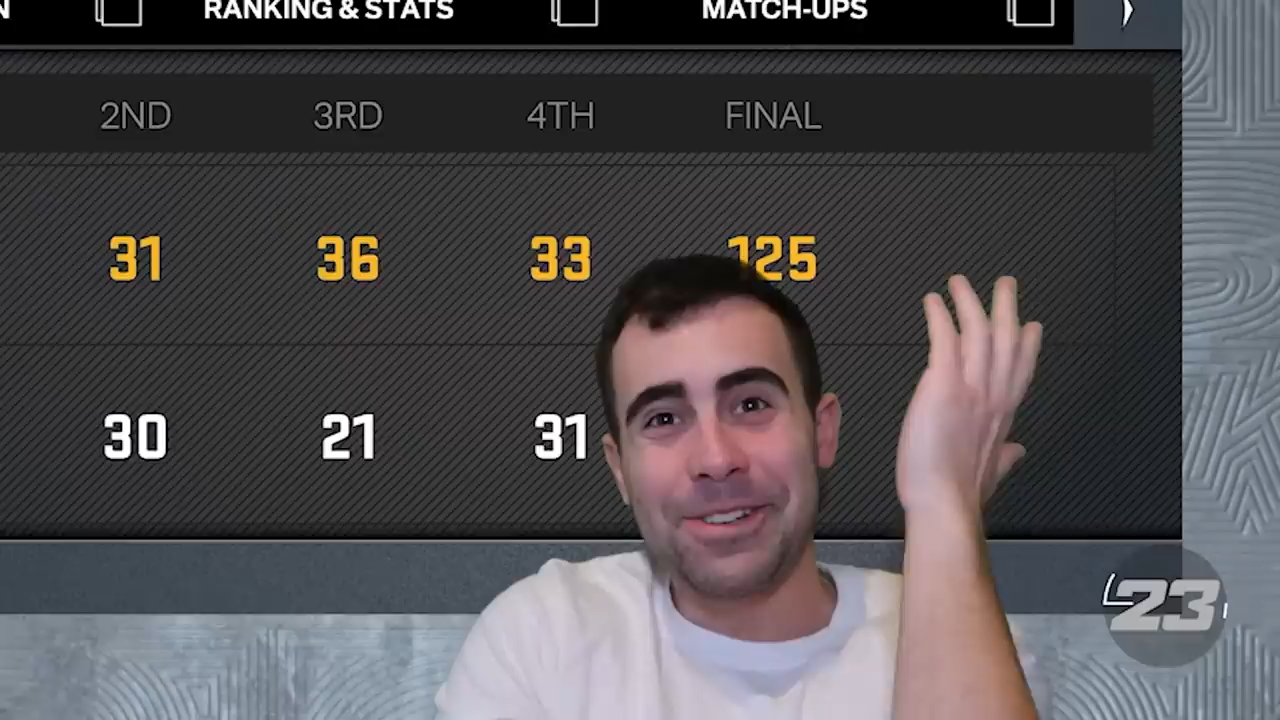 N RANKING & STATS MATCH-UPS
2ND 3RD 4TH FINAL
31 36 33 125
30 21 31
23